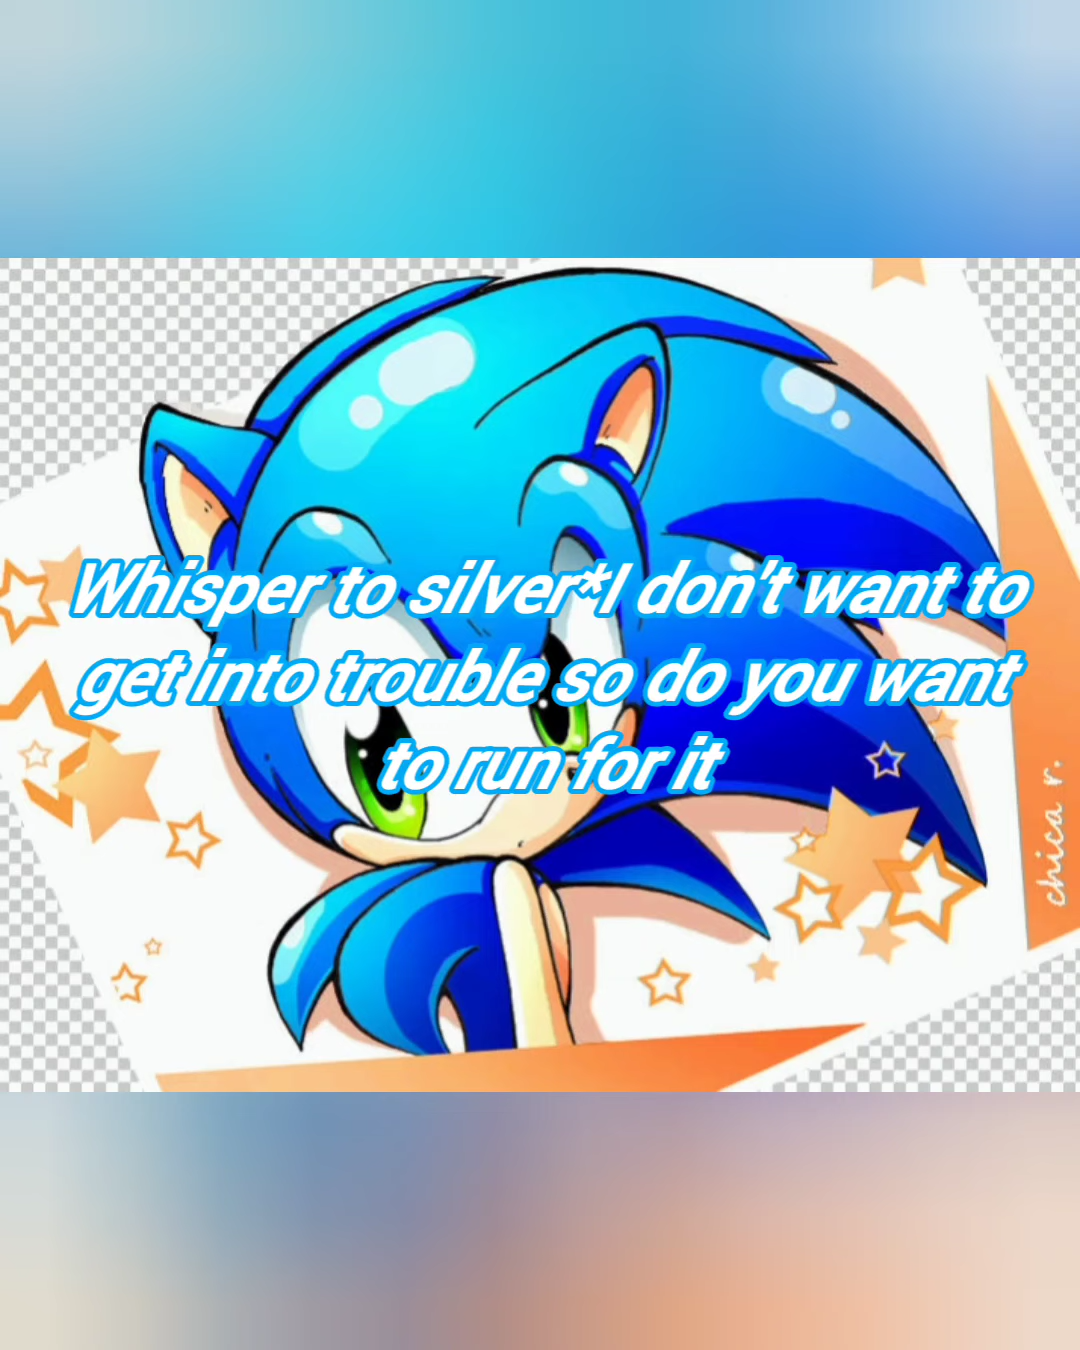 Whisper to silver*I don't want to
get into trouble so do you want
to run for it
chica r.